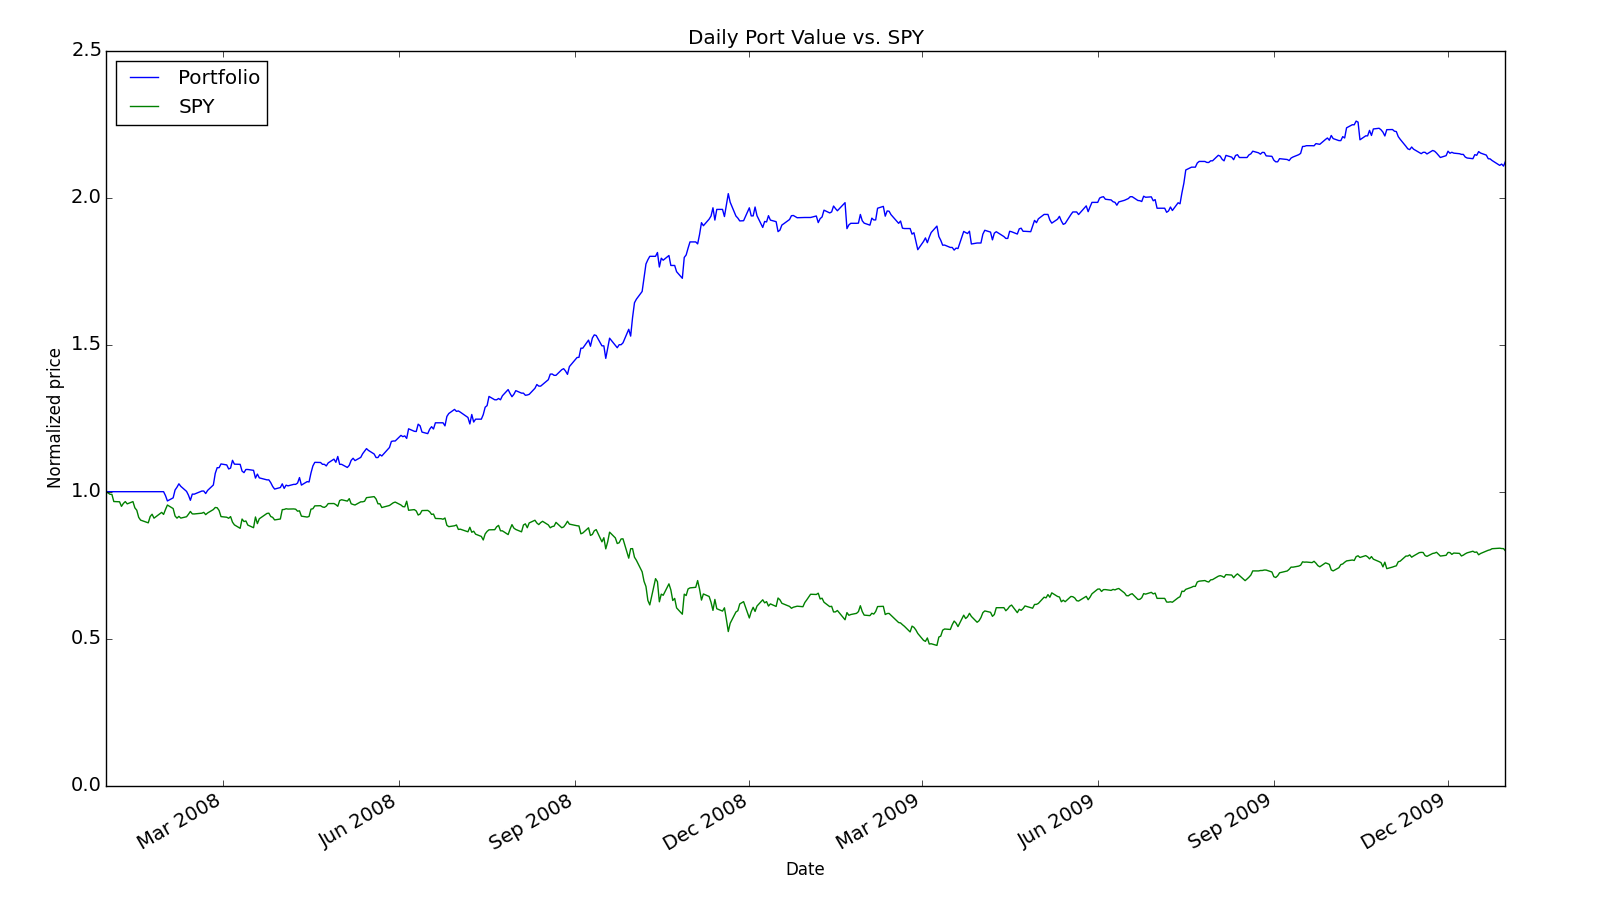 Daily Port Value vs. SPY
Portfolio
SPY
2.5
2.0
1.5
1.0
0.5
0.0
Normalized price
Mar 2008
Jun 2008
Sep 2008
Dec 2008
Mar 2009
Jun 2009
Sep 2009
Dec 2009
Date